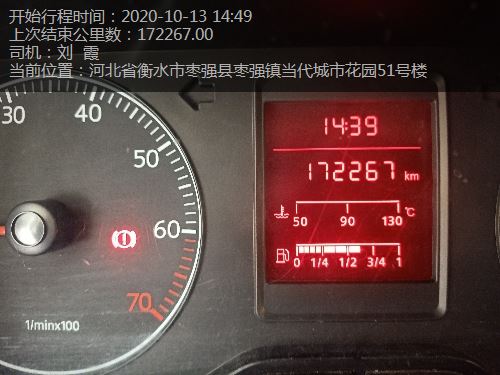 开始行程时间：2020-10-13 14:49
上次结束公里数：172267.00
司机：刘 霞
当前位置：河北省衡水市枣强县枣强镇当代城市花园51号楼
30
40
50
60
70
1/minx100
14:39
172267 km
50 90 130 °C
0 1/4 1/2 3/4 1